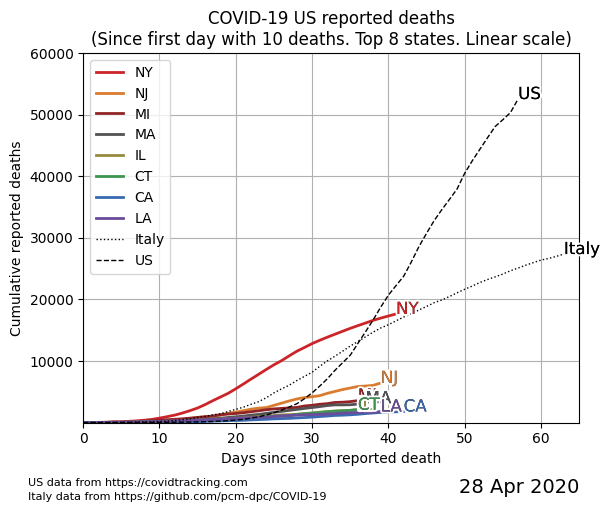 COVID-19 US reported deaths
(Since first day with 10 deaths. Top 8 states. Linear scale)
Cumulative reported deaths
60000
50000
40000
30000
20000
10000
NY
NJ
MI
MA
IL
CT
CA
LA
Italy
US
US
Italy
NY
NJ
MA
CT
LA
CA
0
10
20
30
40
50
60
Days since 10th reported death
US data from https://covidtracking.com
Italy data from https://github.com/pcm-dpc/COVID-19
28 Apr 2020